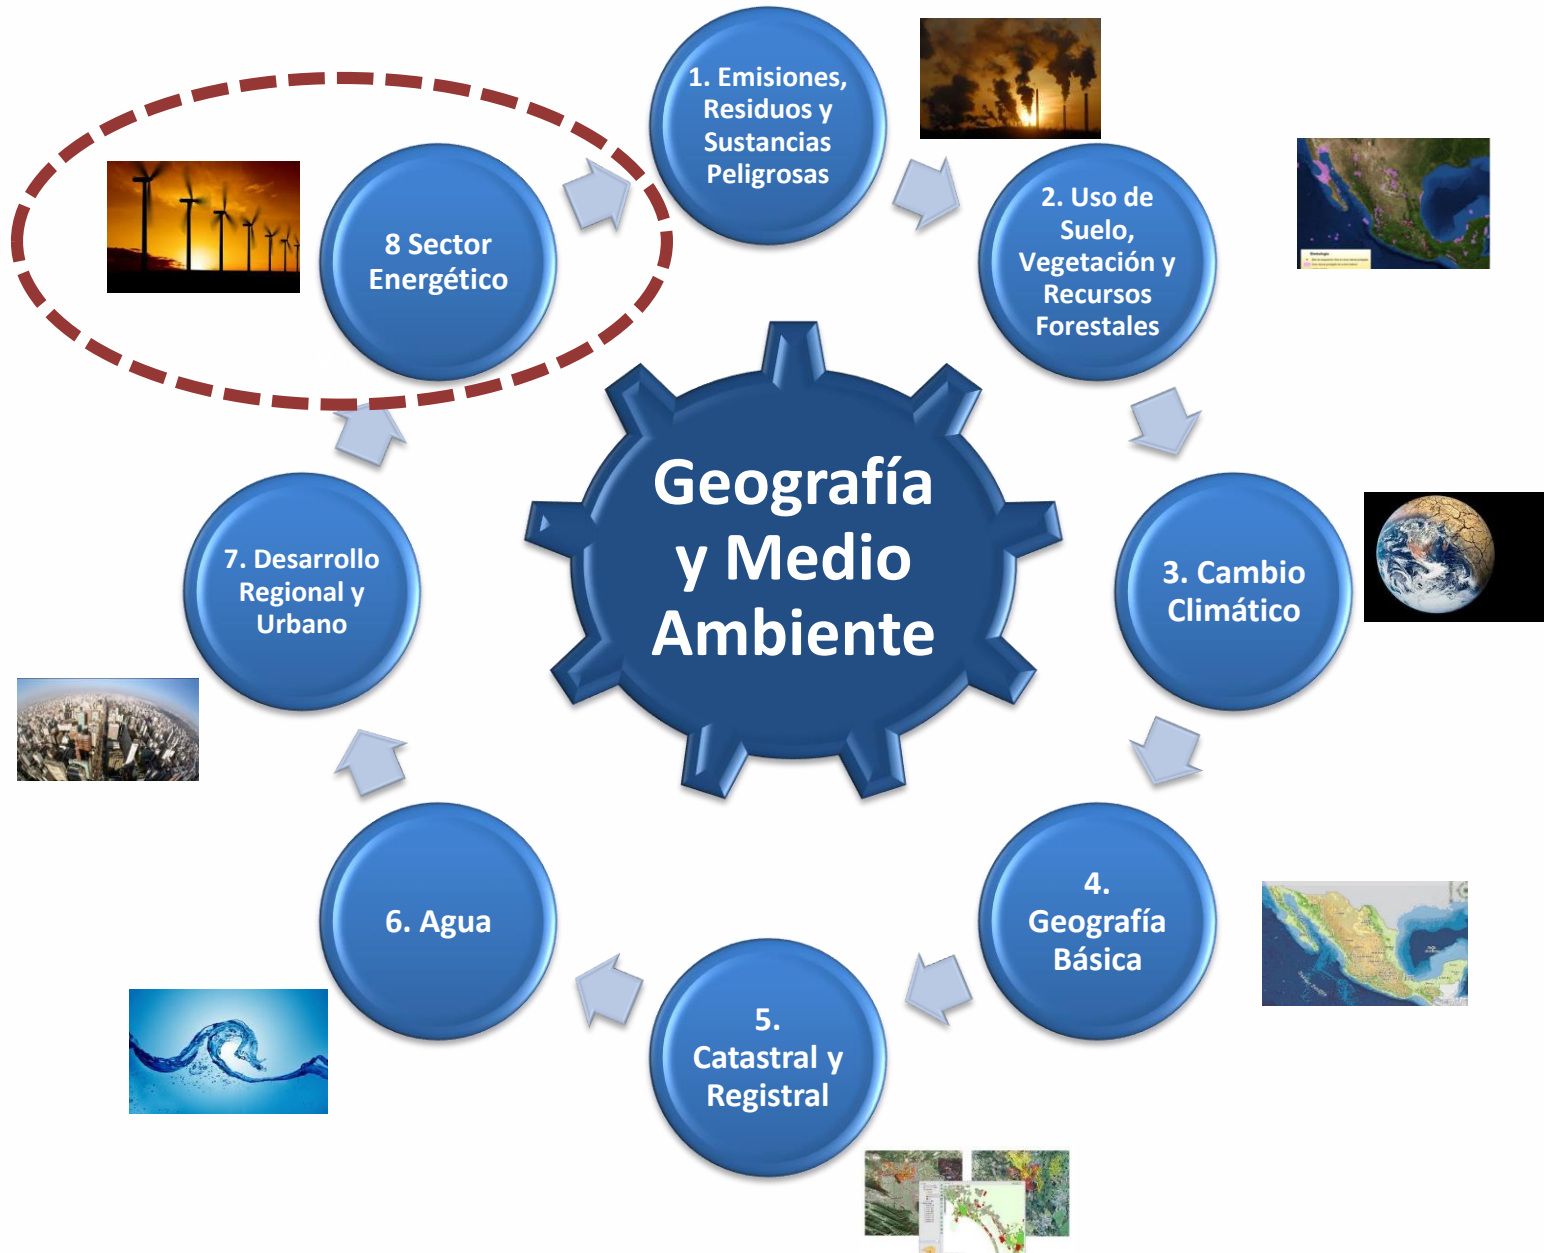 1. Emisiones,
Residuos y
Sustancias
Peligrosas
2. Uso de
Suelo,
Vegetación y
Recursos
Forestales
3. Cambio
Climático
4.
Geografía
Básica
5.
Catastral y
Registral
6. Agua
7. Desarrollo
Regional y
Urbano
8 Sector
Energético
Geografía
y Medio
Ambiente